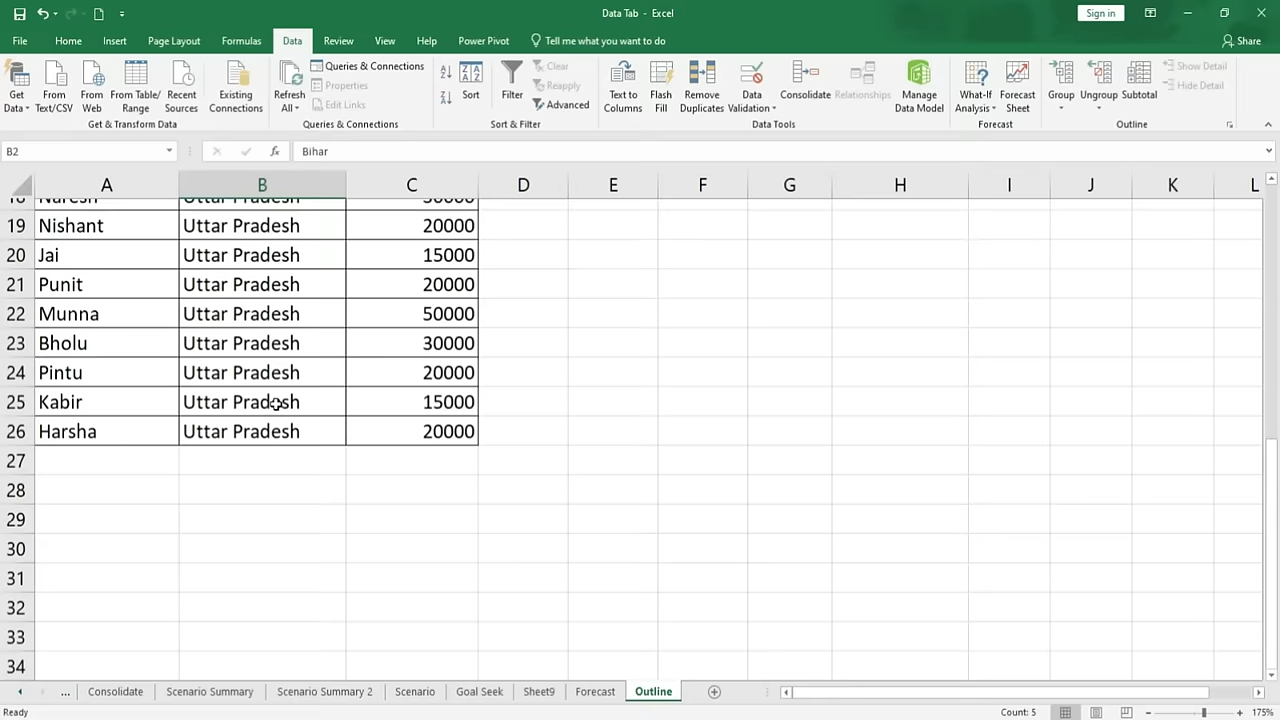 Data Tab - Excel
Sign in
File Home Insert Page Layout Formulas Data Review View Help Power Pivot Tell me what you want to do Share
Get Data
From Text/CSV
From Web
From Table/ Range
Recent Sources
Existing Connections
Get & Transform Data
Refresh All
Queries & Connections
Properties
Edit Links
Queries & Connections
Sort
Filter
Clear
Reapply
Advanced
Sort & Filter
Text to Columns
Flash Fill
Remove Duplicates
Data Validation
Consolidate
Relationships
Manage Data Model
Data Tools
What-If Analysis
Forecast Sheet
Forecast
Group
Ungroup
Subtotal
Show Detail
Hide Detail
Outline
B2 fx Bihar
A B C D E F G H I J K L
18 Naresh Uttar Pradesh 30000
19 Nishant Uttar Pradesh 20000
20 Jai Uttar Pradesh 15000
21 Punit Uttar Pradesh 20000
22 Munna Uttar Pradesh 50000
23 Bholu Uttar Pradesh 30000
24 Pintu Uttar Pradesh 20000
25 Kabir Uttar Pradesh 15000
26 Harsha Uttar Pradesh 20000
27
28
29
30
31
32
33
34
... Consolidate Scenario Summary Scenario Summary 2 Scenario Goal Seek Sheet9 Forecast Outline
Ready Count: 5 175%